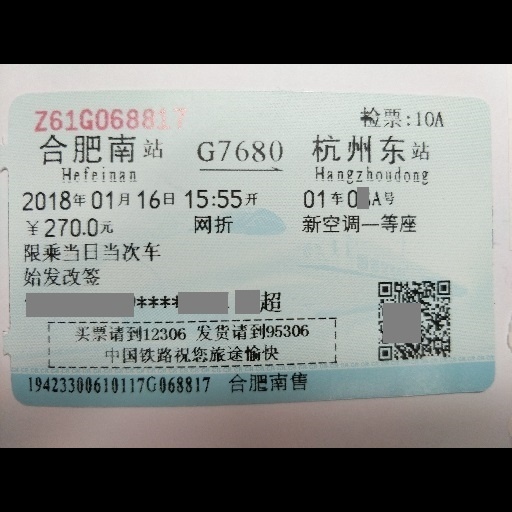 Z61G068817
检票:10A
合肥南站 G7680 杭州东站
Hefeinan Hangzhoudong
2018年01月16日 15:55开 01车0A号
￥270.0元 网折 新空调一等座
限乘当日当次车
始发改签
****超
买票请到12306 发货请到95306
中国铁路祝您旅途愉快
19423300610117G068817 合肥南售